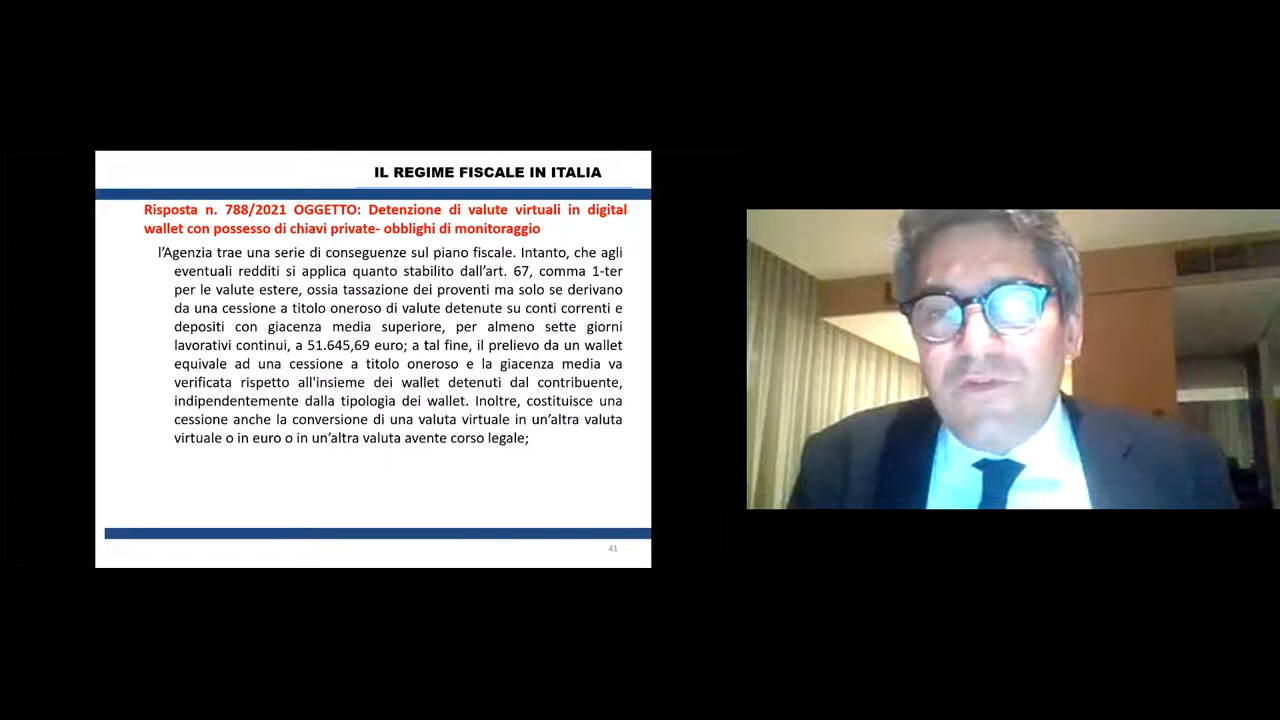 IL REGIME FISCALE IN ITALIA
Risposta n. 788/2021 OGGETTO: Detenzione di valute virtuali in digital
wallet con possesso di chiavi private- obblighi di monitoraggio
l’Agenzia trae una serie di conseguenze sul piano fiscale. Intanto, che agli
eventuali redditi si applica quanto stabilito dall’art. 67, comma 1-ter
per le valute estere, ossia tassazione dei proventi ma solo se derivano
da una cessione a titolo oneroso di valute detenute su conti correnti e
depositi con giacenza media superiore, per almeno sette giorni
lavorativi continui, a 51.645,69 euro; a tal fine, il prelievo da un wallet
equivale ad una cessione a titolo oneroso e la giacenza media va
verificata rispetto all'insieme dei wallet detenuti dal contribuente,
indipendentemente dalla tipologia dei wallet. Inoltre, costituisce una
cessione anche la conversione di una valuta virtuale in un’altra valuta
virtuale o in euro o in un’altra valuta avente corso legale;
41